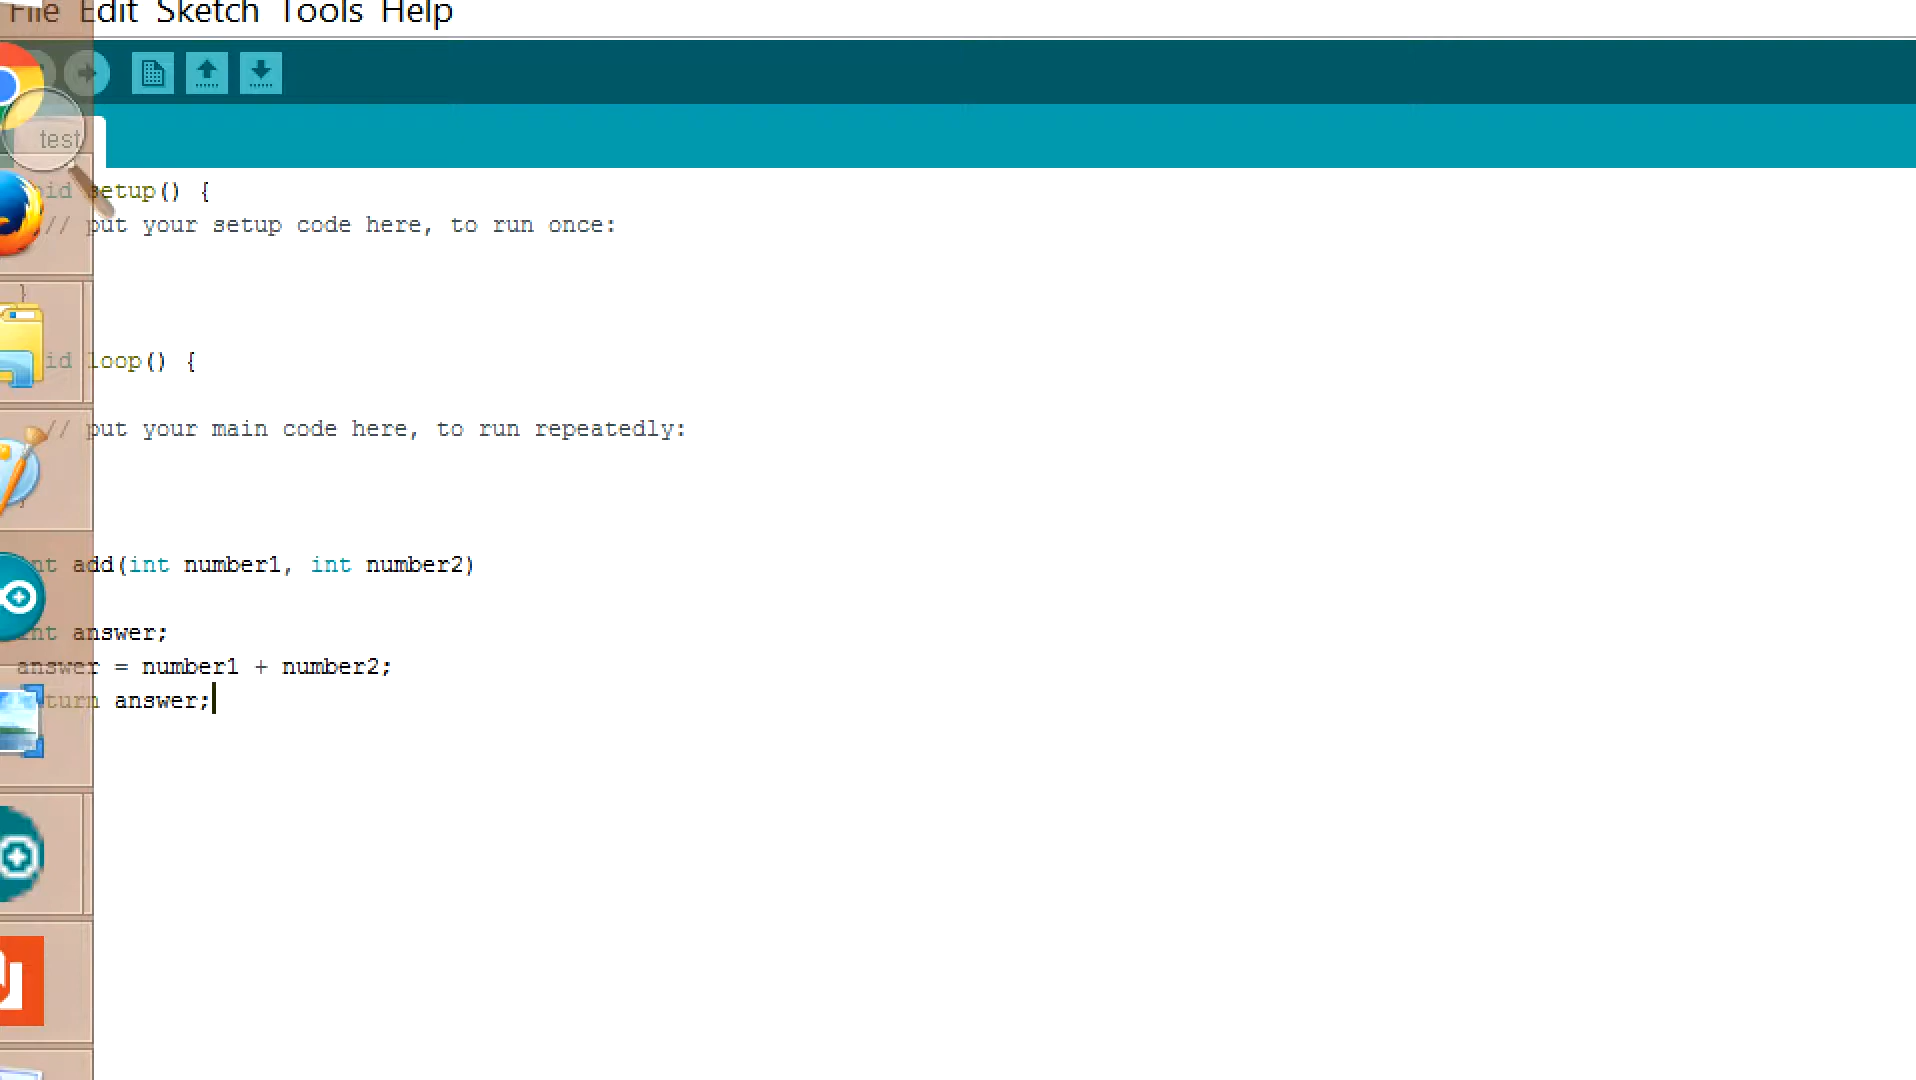 File Edit Sketch Tools Help
test
void setup() {
// put your setup code here, to run once:
}
void loop() {
// put your main code here, to run repeatedly:
}
int add(int number1, int number2)
int answer;
answer = number1 + number2;
return answer;